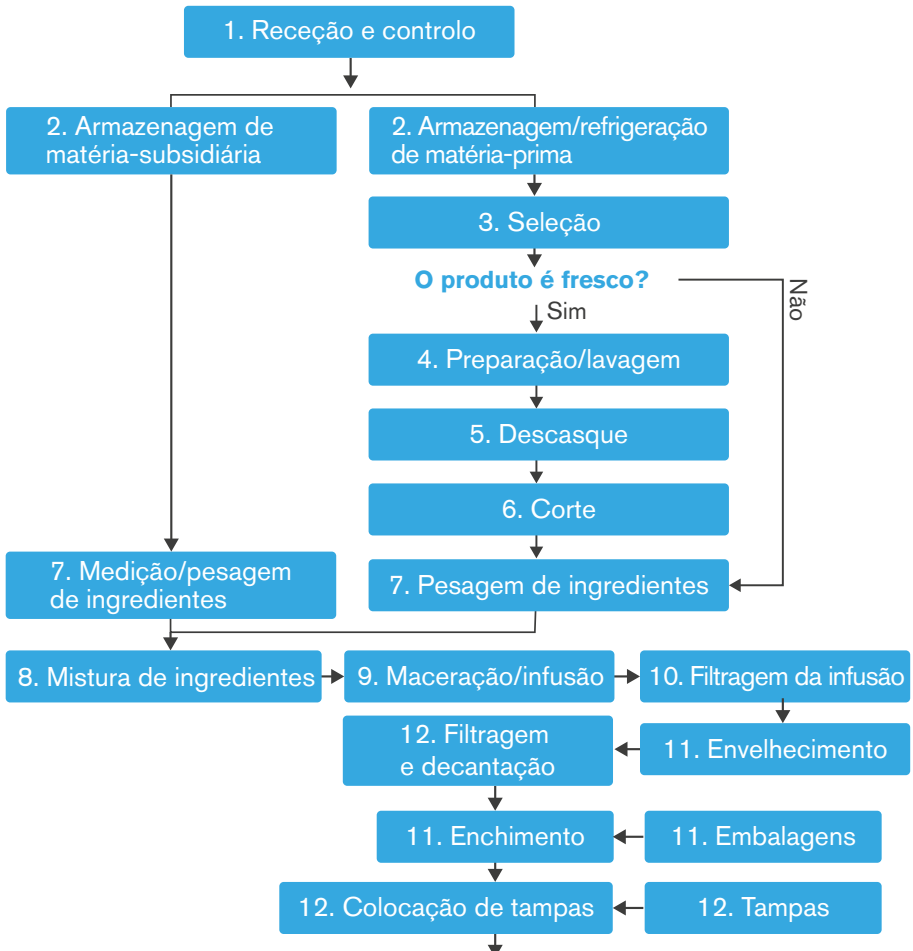 1. Receção e controlo
2. Armazenagem de
matéria-subsidiária
2. Armazenagem/refrigeração
de matéria-prima
3. Seleção
O produto é fresco?
Não
Sim
4. Preparação/lavagem
5. Descasque
6. Corte
7. Medição/pesagem
de ingredientes
7. Pesagem de ingredientes
8. Mistura de ingredientes
9. Maceração/infusão
10. Filtragem da infusão
12. Filtragem
e decantação
11. Envelhecimento
11. Enchimento
11. Embalagens
12. Colocação de tampas
12. Tampas